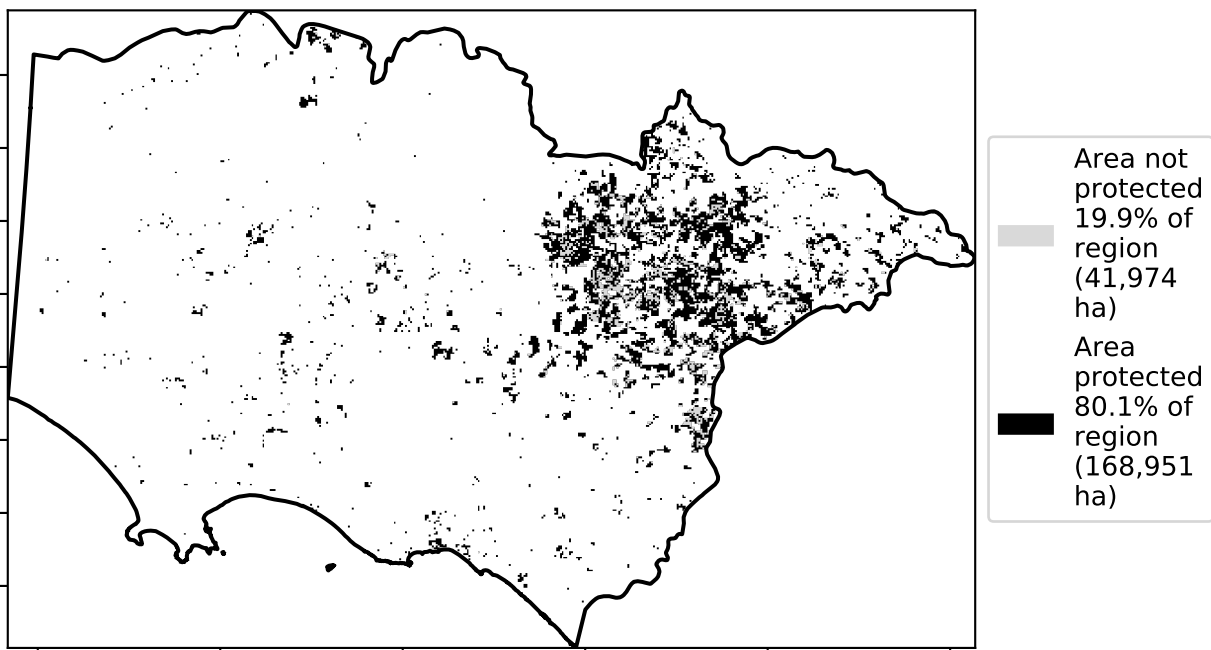 Area not
protected
19.9% of
region
(41,974
ha)
Area
protected
80.1% of
region
(168,951
ha)